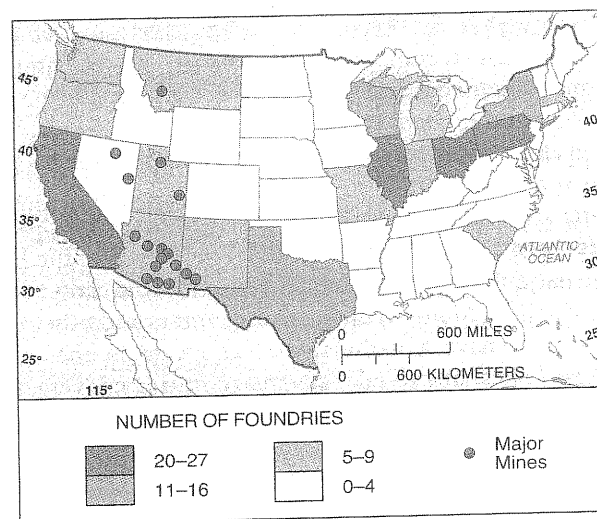 45°
40°
35°
30°
25°
115°
40
35
30
25
ATLANTIC
OCEAN
0 600 MILES
0 600 KILOMETERS
NUMBER OF FOUNDRIES
20–27
11–16
5–9
0–4
Major
Mines